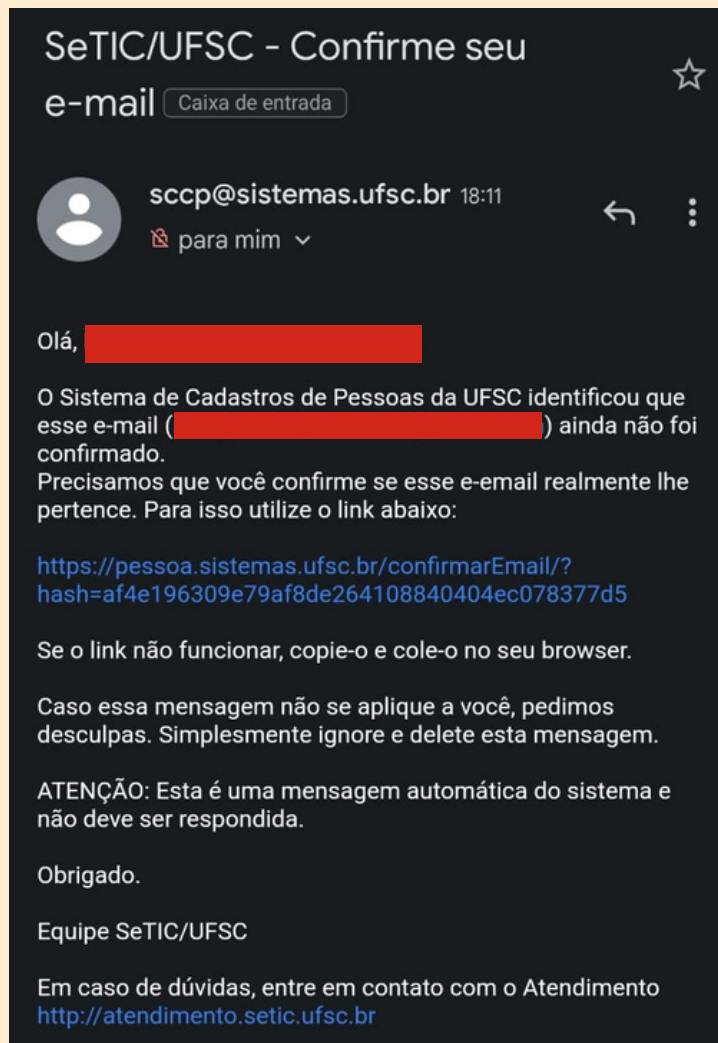 SeTIC/UFSC - Confirme seu
e-mail Caixa de entrada
sccp@sistemas.ufsc.br 18:11
para mim
Olá,
O Sistema de Cadastros de Pessoas da UFSC identificou que
esse e-mail ( ) ainda não foi
confirmado.
Precisamos que você confirme se esse e-email realmente lhe
pertence. Para isso utilize o link abaixo:
https://pessoa.sistemas.ufsc.br/confirmarEmail/?
hash=af4e196309e79af8de264108840404ec078377d5
Se o link não funcionar, copie-o e cole-o no seu browser.
Caso essa mensagem não se aplique a você, pedimos
desculpas. Simplesmente ignore e delete esta mensagem.
ATENÇÃO: Esta é uma mensagem automática do sistema e
não deve ser respondida.
Obrigado.
Equipe SeTIC/UFSC
Em caso de dúvidas, entre em contato com o Atendimento
http://atendimento.setic.ufsc.br